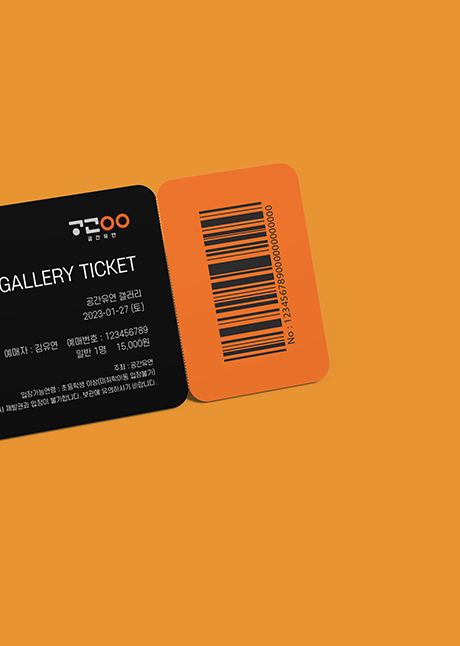 공간유연
GALLERY TICKET
공간유연 갤러리
2023-01-27 (토)
예매자 : 김유연 예매번호 : 123456789
일반 1명 15,000원
주최 : 공간유연
입장가능연령 : 초등학생 이상(미취학아동 입장불가)
시 재발권과 입장이 불가합니다. 보관에 유의하시기 바랍니다.